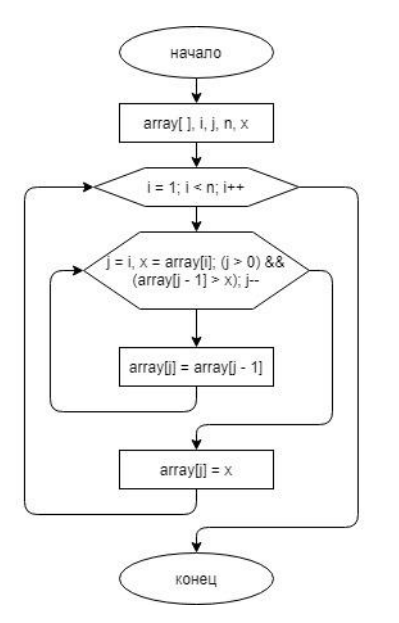 начало
array[ ], i, j, n, x
i = 1; i < n; i++
j = i, x = array[i]; (j > 0) &&
(array[j - 1] > x); j--
array[j] = array[j - 1]
array[j] = x
конец